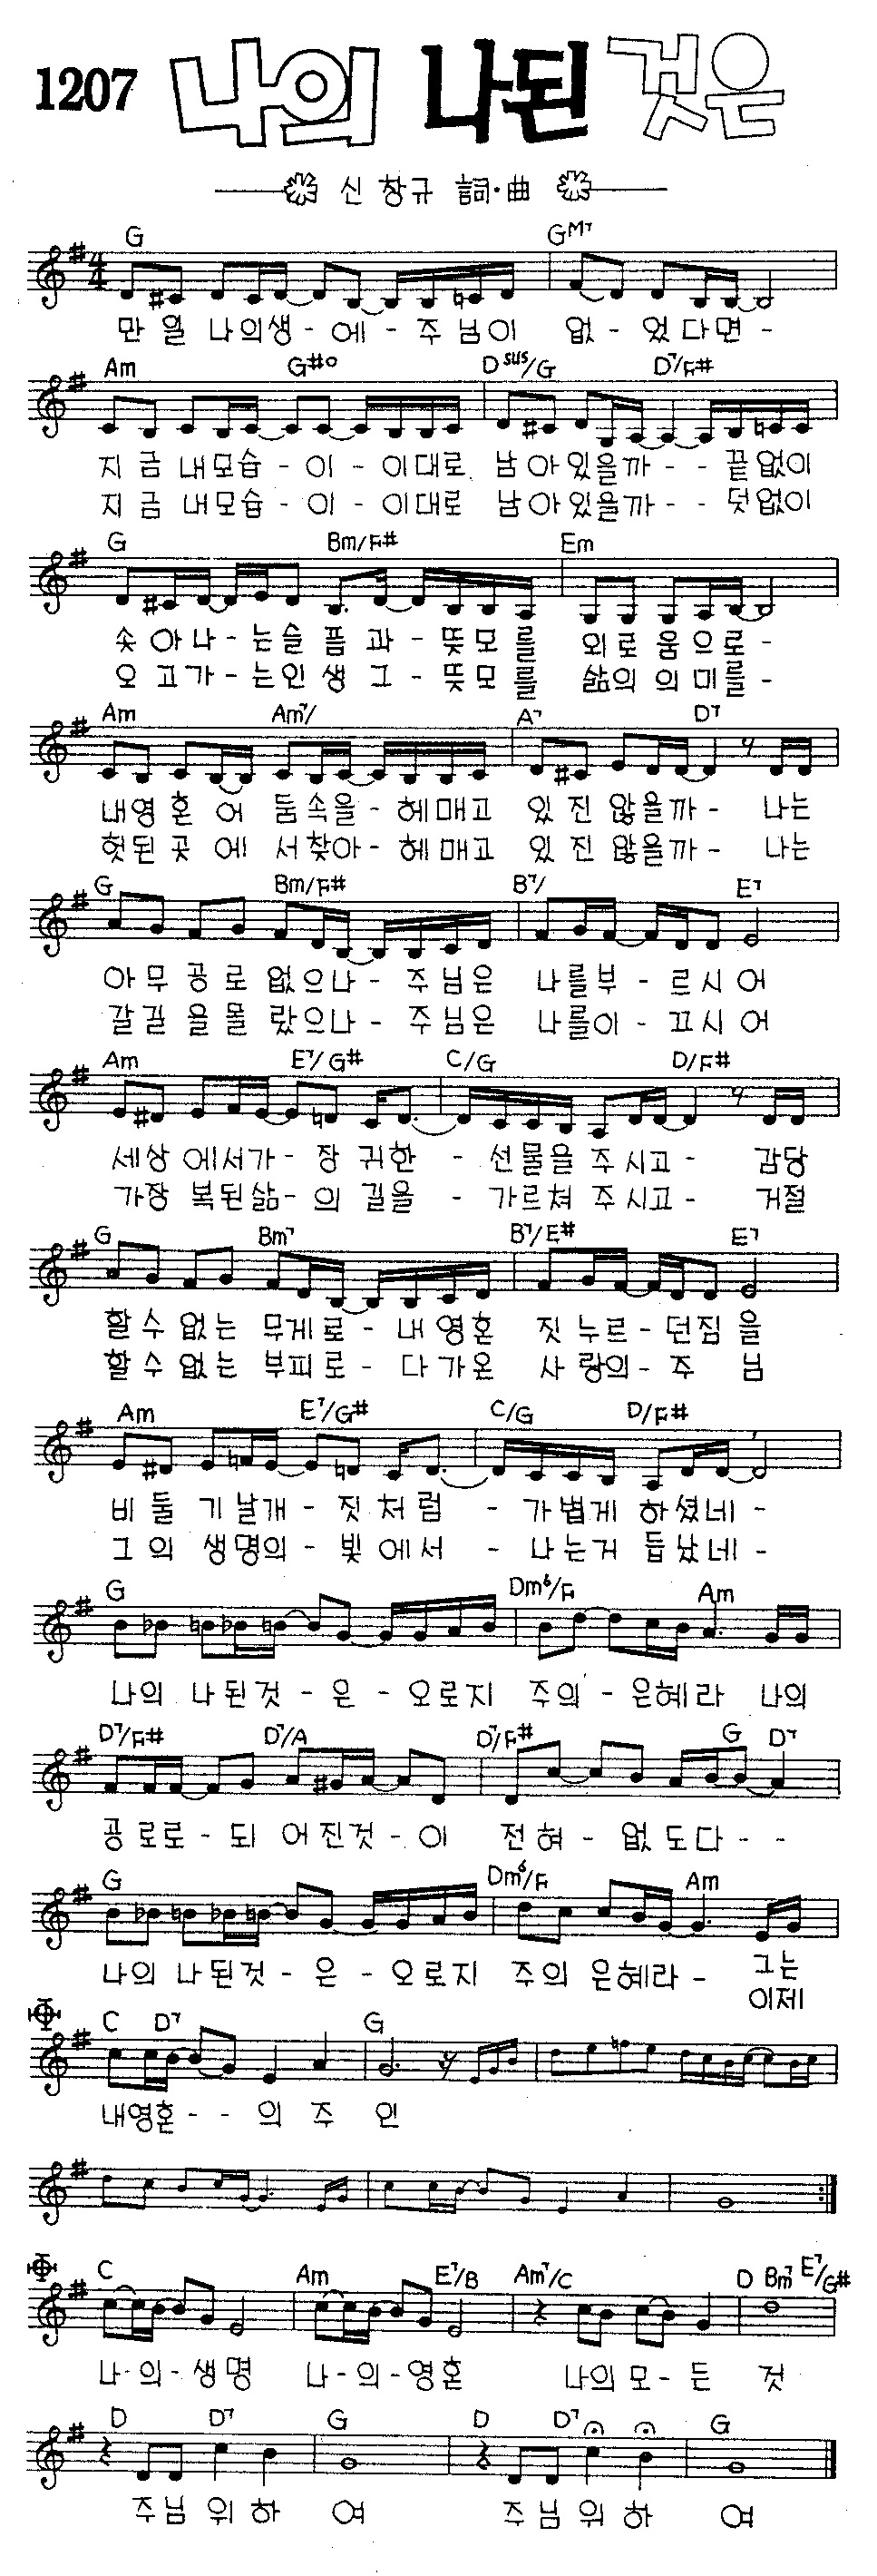 1207 나의 나된 것은
신창규 詞·曲
G GM7
만 일 나의생 - 에 - 주님이 없 - 었다면 -
Am G#o Dsus/G D7/F#
지금 내모습 - 이 - 이대로 남아있을까 - - 끝없이
지금 내모습 - 이 - 이대로 남아있을까 - - 덧없이
G Bm/F# Em
솟아나 - 는슬픔과 - 뜻모를 외로움으로 -
오고가 - 는인생그 - 뜻모를 삶의 의미를 -
Am Am7/ A7 D7
내영혼어 둠속을 - 헤매고 있진않을까 - 나는
헛된곳에 서찾아 - 헤매고 있진않을까 - 나는
G Bm/F# B7/ E7
아무공로없으나 - 주님은 나를부 - 르시어
갈길을몰랐으나 - 주님은 나를이 - 끄시어
Am E7/G# C/G D/F#
세상에서가 - 장귀한 - 선물을주시고 - 감당
가장복된삶 - 의길을 - 가르쳐주시고 - 거절
G Bm7 B7/E# E7
할수없는무게로 - 내영혼 짓누르 - 던짐을
할수없는부피로 - 다가온 사랑의 - 주 님
Am E7/G# C/G D/F#
비둘기날개 - 짓처럼 - 가볍게하셨네 -
그의생명의 - 빛에서 - 나는거듭났네 -
G Dm6/F Am
나의 나된것 - 은 - 오로지 주의 - 은혜라 나의
D7/F# D7/A D7/F# G D7
공로로 - 되어진것 - 이 전혀 - 없도다 - -
G Dm6/F Am
나의 나된것 - 은 - 오로지 주의 은혜라 - 그는
이제
C D7 G
내영혼 - - 의 주 인
C Am E7/B Am7/C D Bm7 E7/G#
나 - 의 - 생명 나 - 의 - 영혼 나의모 - 든 것
D D7 G D D7 G
주님 위 하 여 주님 위 하 여